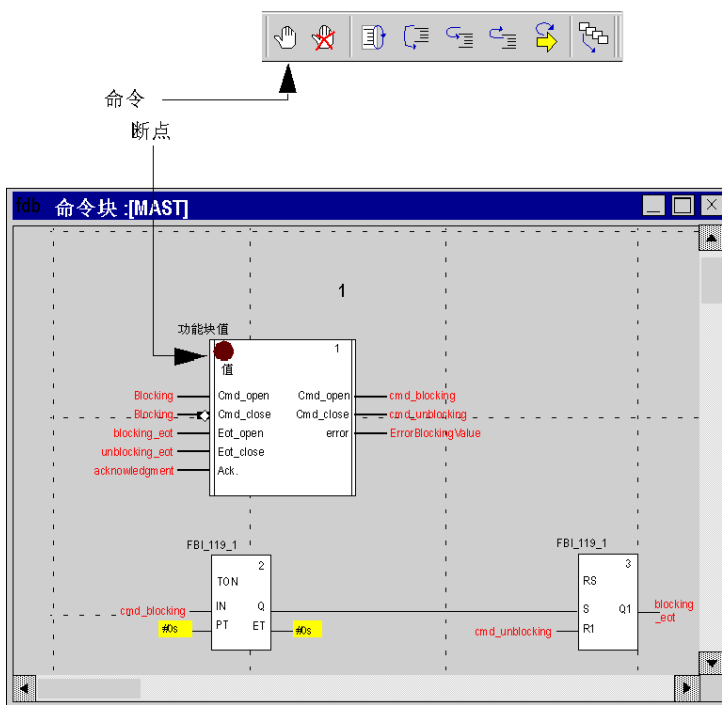 命令
断点
fdb 命令块 :[MAST]
1
功能块值
1
值
Blocking Cmd_open Cmd_open cmd_blocking
Blocking Cmd_close Cmd_close cmd_unblocking
blocking_eot Eot_open error ErrorBlockingValue
unblocking_eot Eot_close
acknowledgment Ack.
FBI_119_1 FBI_119_1
2 3
TON RS
cmd_blocking IN Q S Q1 blocking
_eot
#0s PT ET #0s cmd_unblocking R1